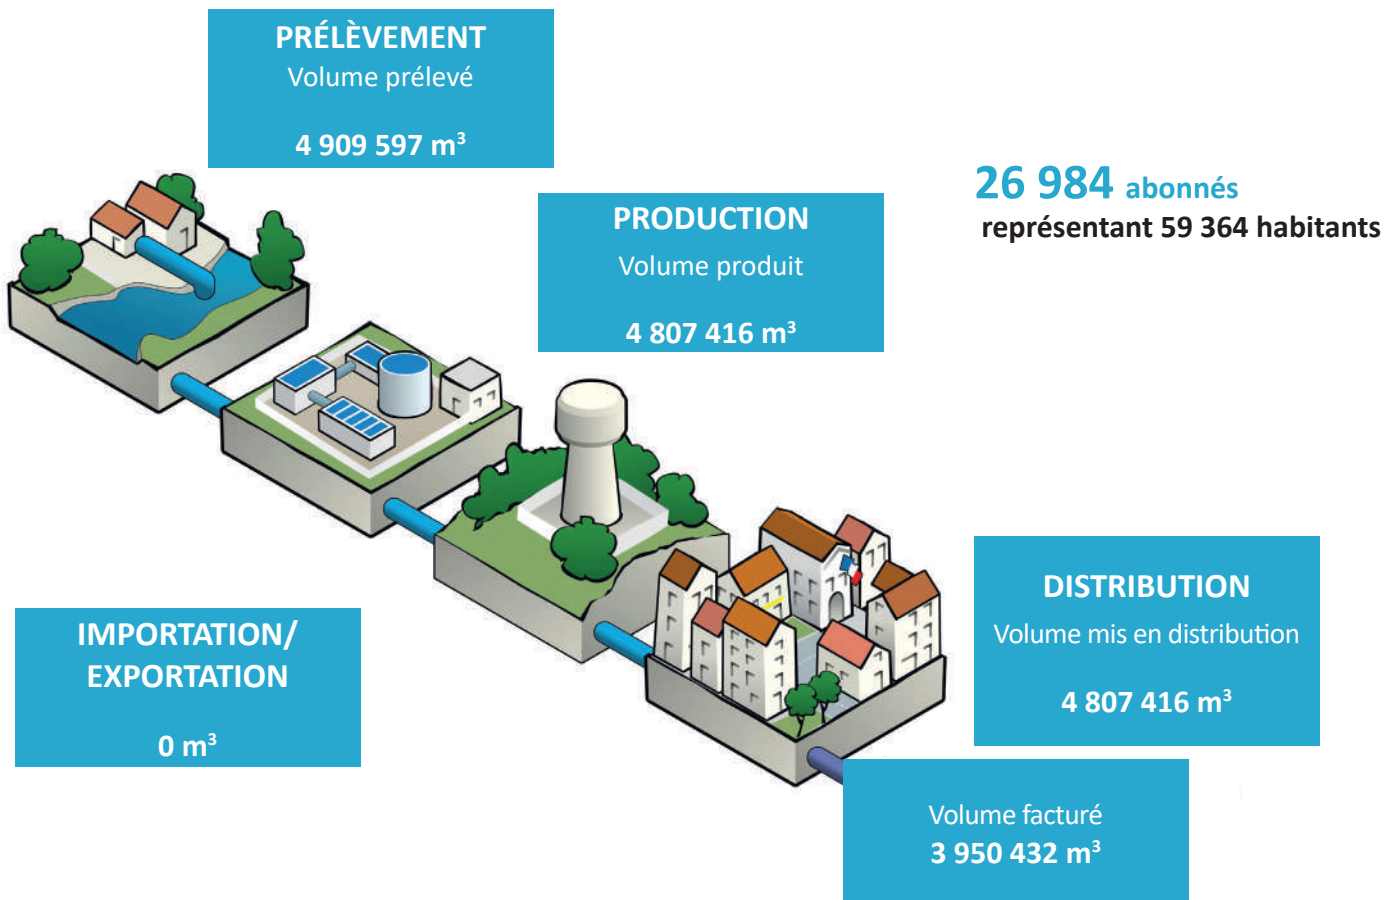 PRÉLÈVEMENT
Volume prélevé
4 909 597 m³
26 984 abonnés
représentant 59 364 habitants
PRODUCTION
Volume produit
4 807 416 m³
DISTRIBUTION
Volume mis en distribution
4 807 416 m³
IMPORTATION/
EXPORTATION
0 m³
Volume facturé
3 950 432 m³